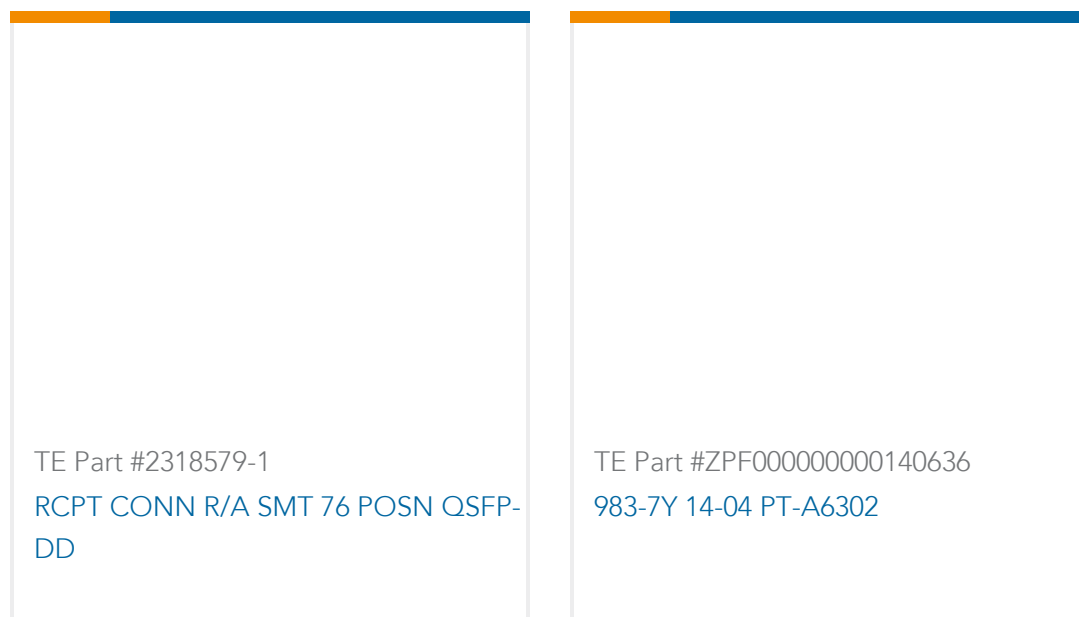 TE Part #2318579-1
RCPT CONN R/A SMT 76 POSN QSFP-
DD
TE Part #ZPF000000000140636
983-7Y 14-04 PT-A6302